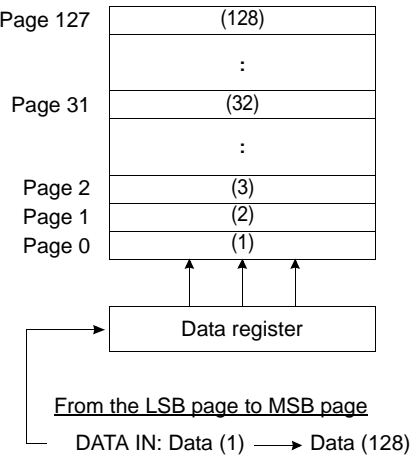 Page 127 (128)
:
Page 31 (32)
:
Page 2 (3)
Page 1 (2)
Page 0 (1)
Data register
From the LSB page to MSB page
DATA IN: Data (1) Data (128)